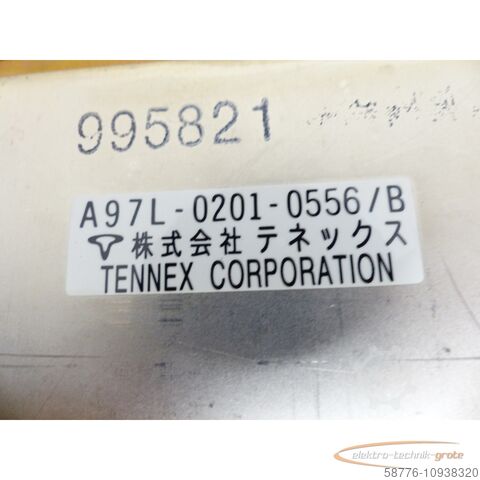 995821
A97L-0201-0556/B
株式会社 テネックス
TENNEX CORPORATION
elektro-technik-grote
58776-10938320